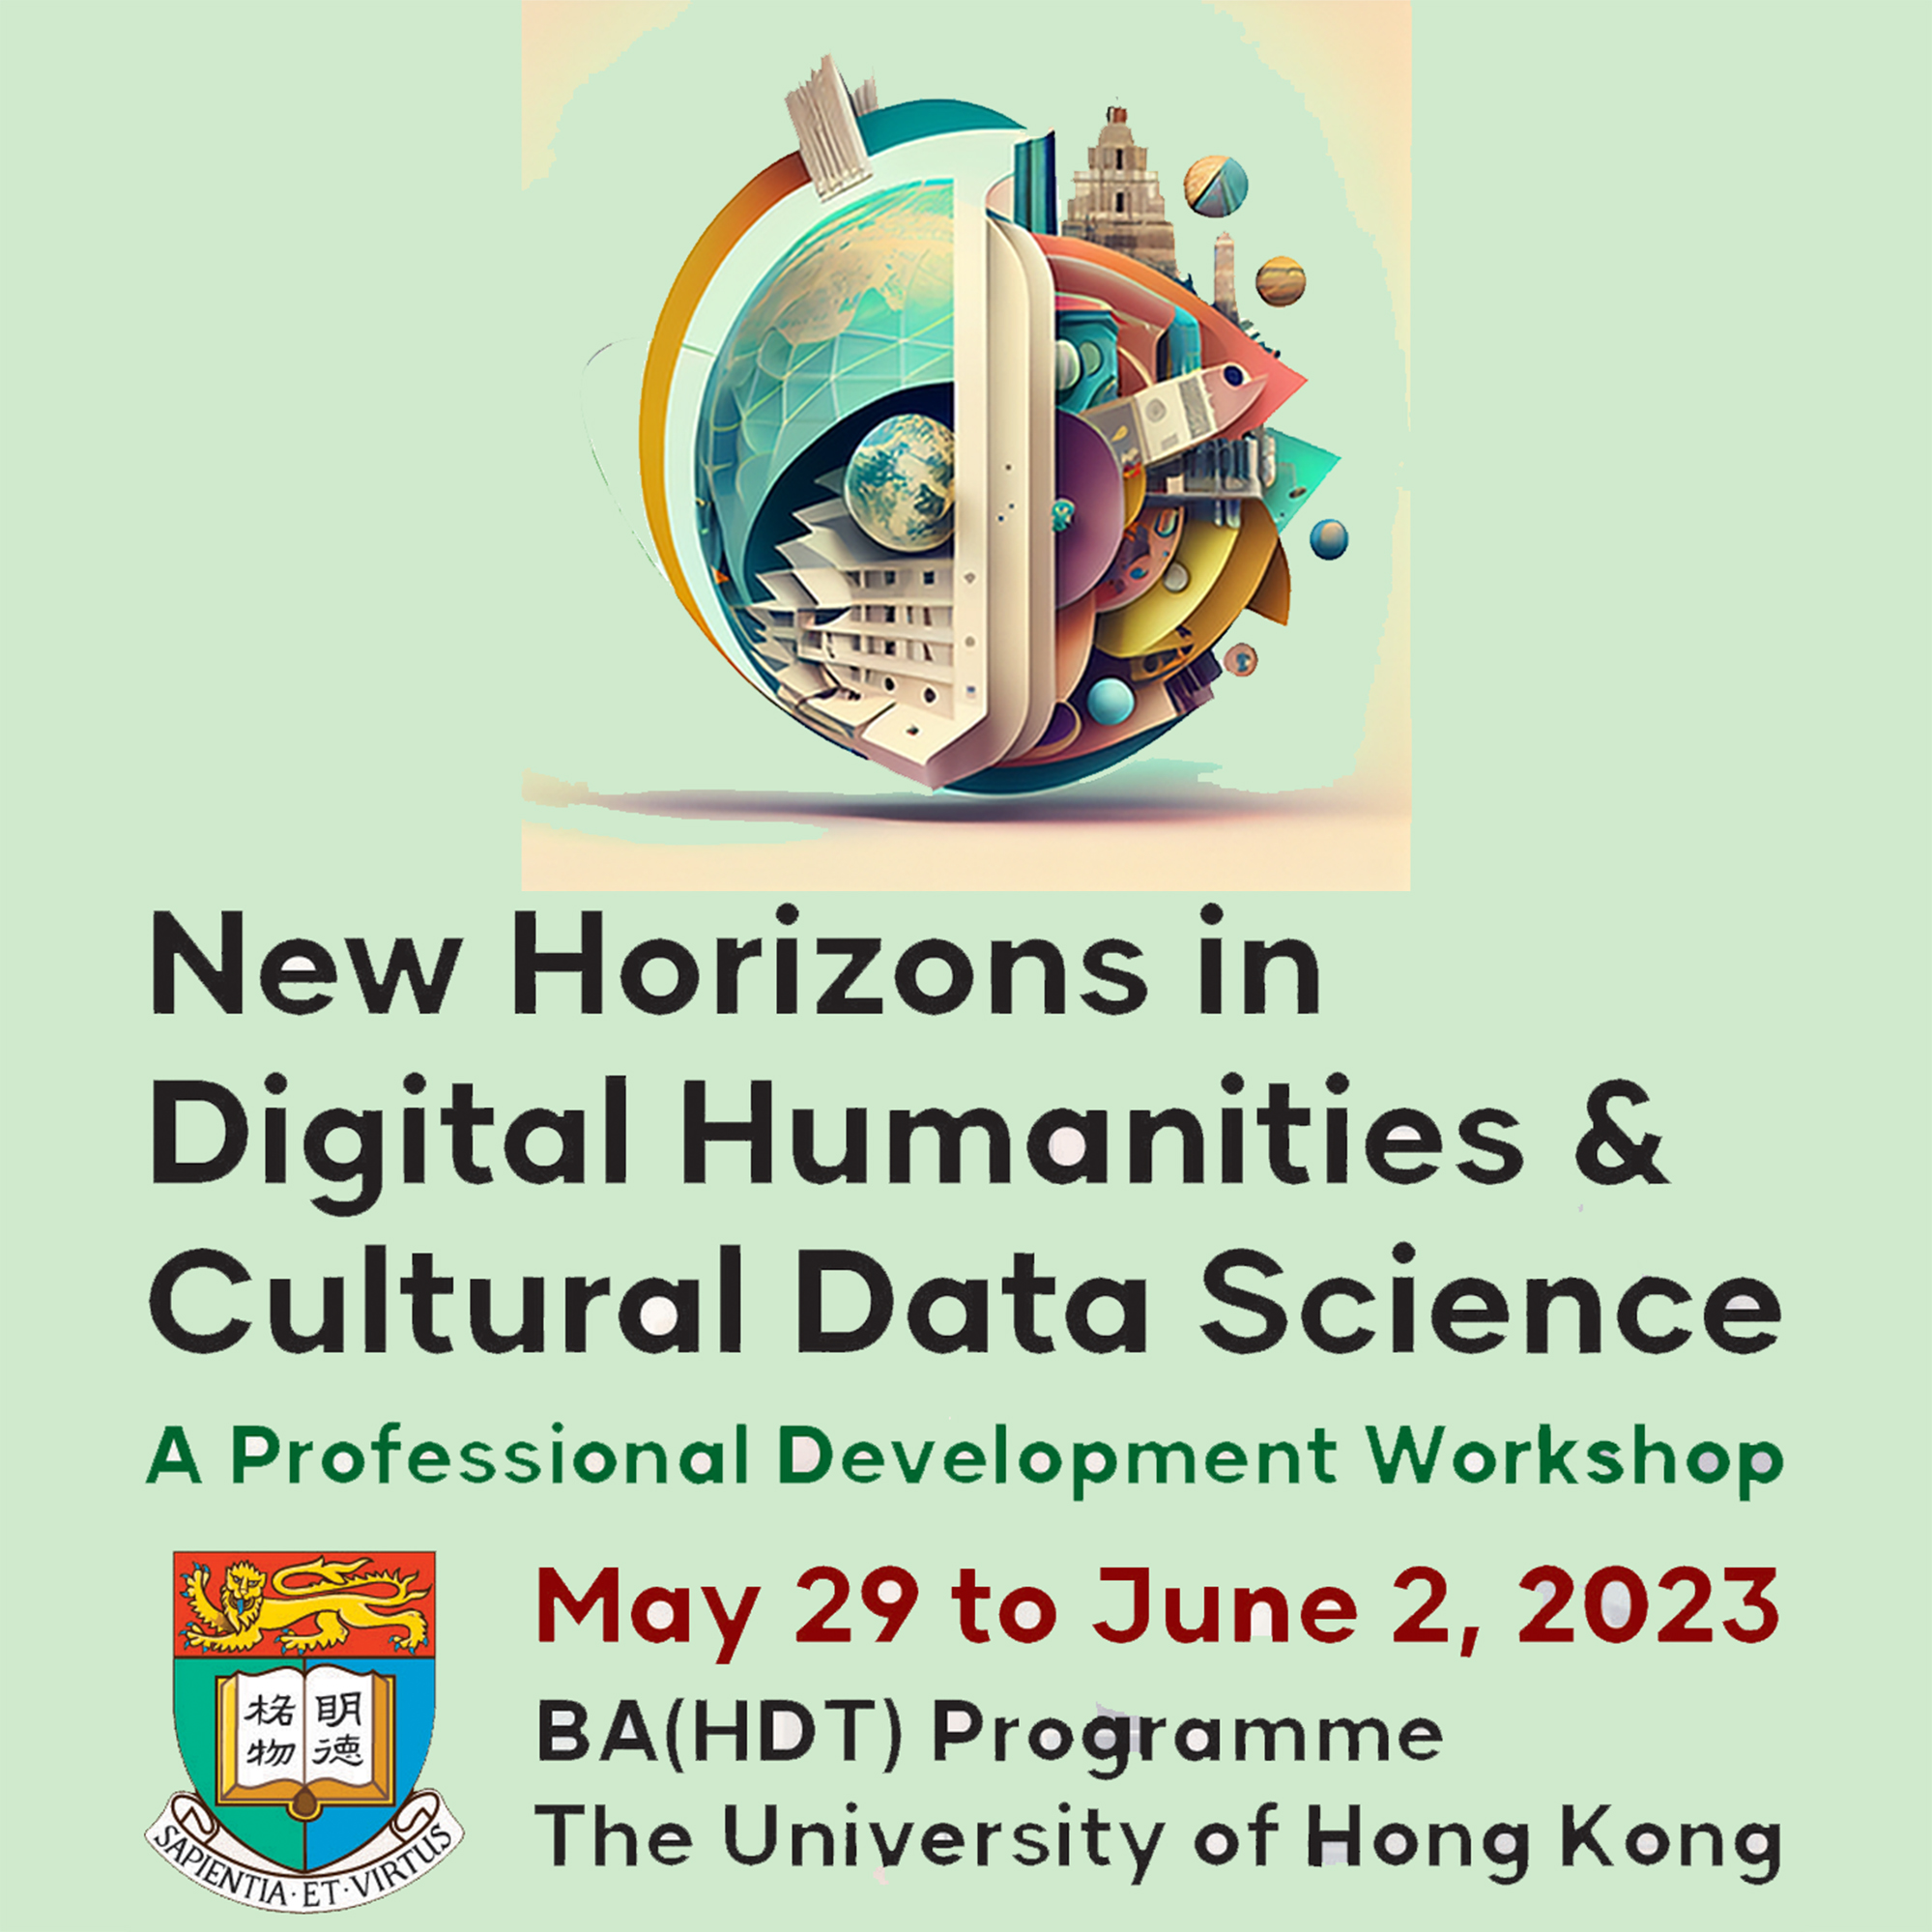 New Horizons in
Digital Humanities &
Cultural Data Science
A Professional Development Workshop
May 29 to June 2, 2023
BA(HDT) Programme
The University of Hong Kong
明德
格物
SAPIENTIA·ET·VIRTUS